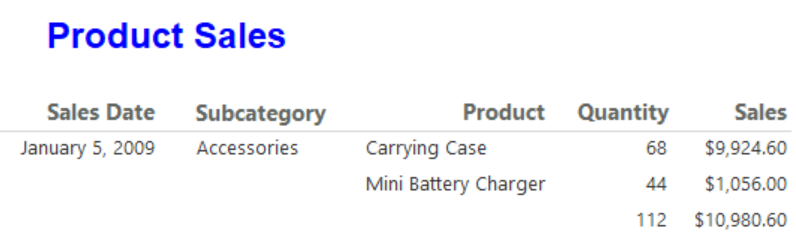 Product Sales
Sales Date Subcategory Product Quantity Sales
January 5, 2009 Accessories Carrying Case 68 $9,924.60
Mini Battery Charger 44 $1,056.00
112 $10,980.60